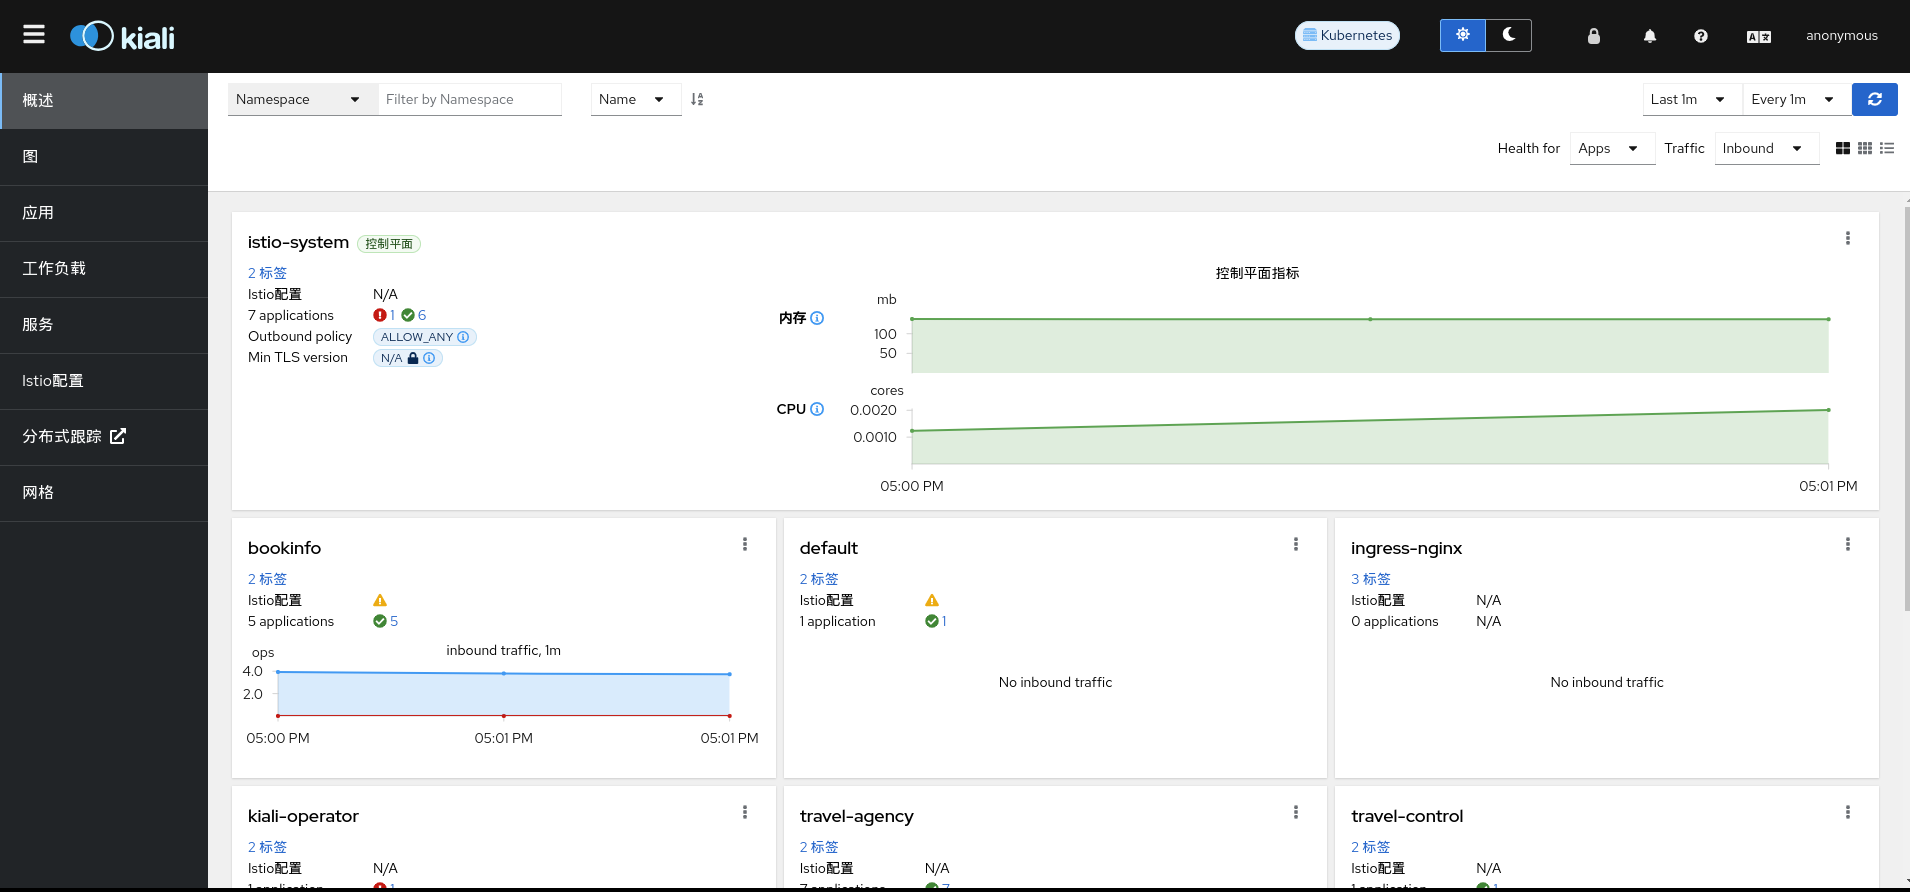 kiali
Kubernetes
anonymous
概述
图
应用
工作负载
服务
Istio配置
分布式跟踪
网格
Namespace
Filter by Namespace
Name
Last 1m
Every 1m
Health for
Apps
Traffic
Inbound
istio-system 控制平面
2 标签
Istio配置 N/A
7 applications 1 6
Outbound policy ALLOW_ANY
Min TLS version N/A
控制平面指标
内存
mb
100
50
CPU
cores
0.0020
0.0010
05:00 PM 05:01 PM
bookinfo
2 标签
Istio配置
5 applications 5
inbound traffic, 1m
ops
4.0
2.0
05:00 PM 05:01 PM 05:01 PM
default
2 标签
Istio配置
1 application 1
No inbound traffic
ingress-nginx
3 标签
Istio配置 N/A
0 applications N/A
No inbound traffic
kiali-operator
2 标签
Istio配置 N/A
1 application 1
travel-agency
2 标签
Istio配置 N/A
7 applications 7
travel-control
2 标签
Istio配置 N/A
1 application 1